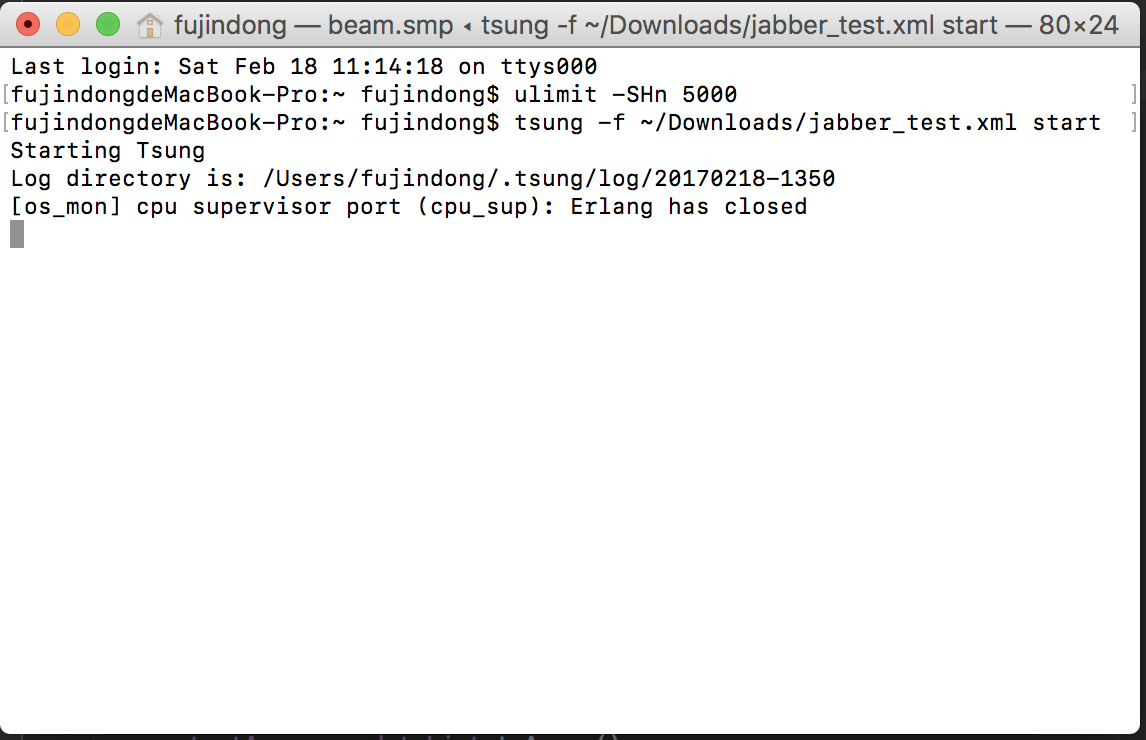 fujindong — beam.smp ◂ tsung -f ~/Downloads/jabber_test.xml start — 80×24
Last login: Sat Feb 18 11:14:18 on ttys000
[fujindongdeMacBook-Pro:~ fujindong$ ulimit -SHn 5000 ]
[fujindongdeMacBook-Pro:~ fujindong$ tsung -f ~/Downloads/jabber_test.xml start ]
Starting Tsung
Log directory is: /Users/fujindong/.tsung/log/20170218-1350
[os_mon] cpu supervisor port (cpu_sup): Erlang has closed